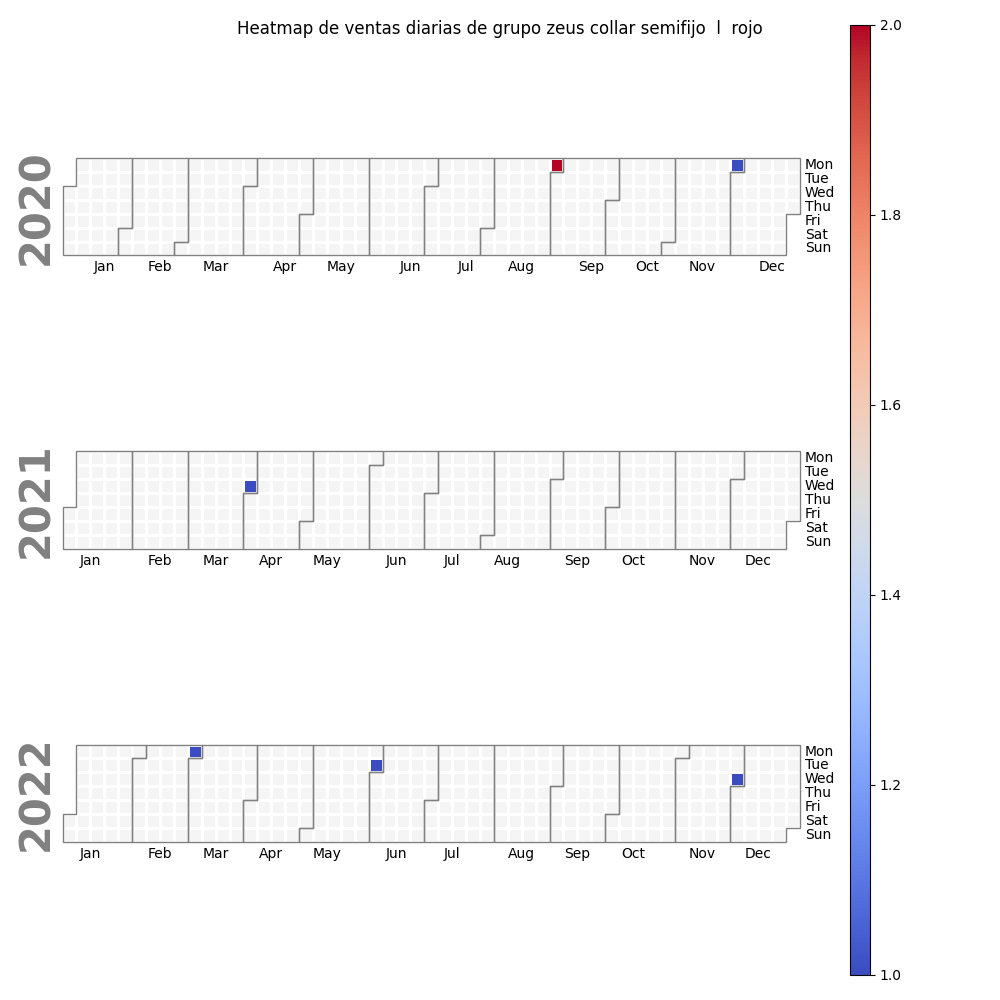 Heatmap de ventas diarias de grupo zeus collar semifijo  l  rojo
2020
Mon
Tue
Wed
Thu
Fri
Sat
Sun
Jan Feb Mar Apr May Jun Jul Aug Sep Oct Nov Dec
2021
Mon
Tue
Wed
Thu
Fri
Sat
Sun
Jan Feb Mar Apr May Jun Jul Aug Sep Oct Nov Dec
2022
Mon
Tue
Wed
Thu
Fri
Sat
Sun
Jan Feb Mar Apr May Jun Jul Aug Sep Oct Nov Dec
2.0
1.8
1.6
1.4
1.2
1.0